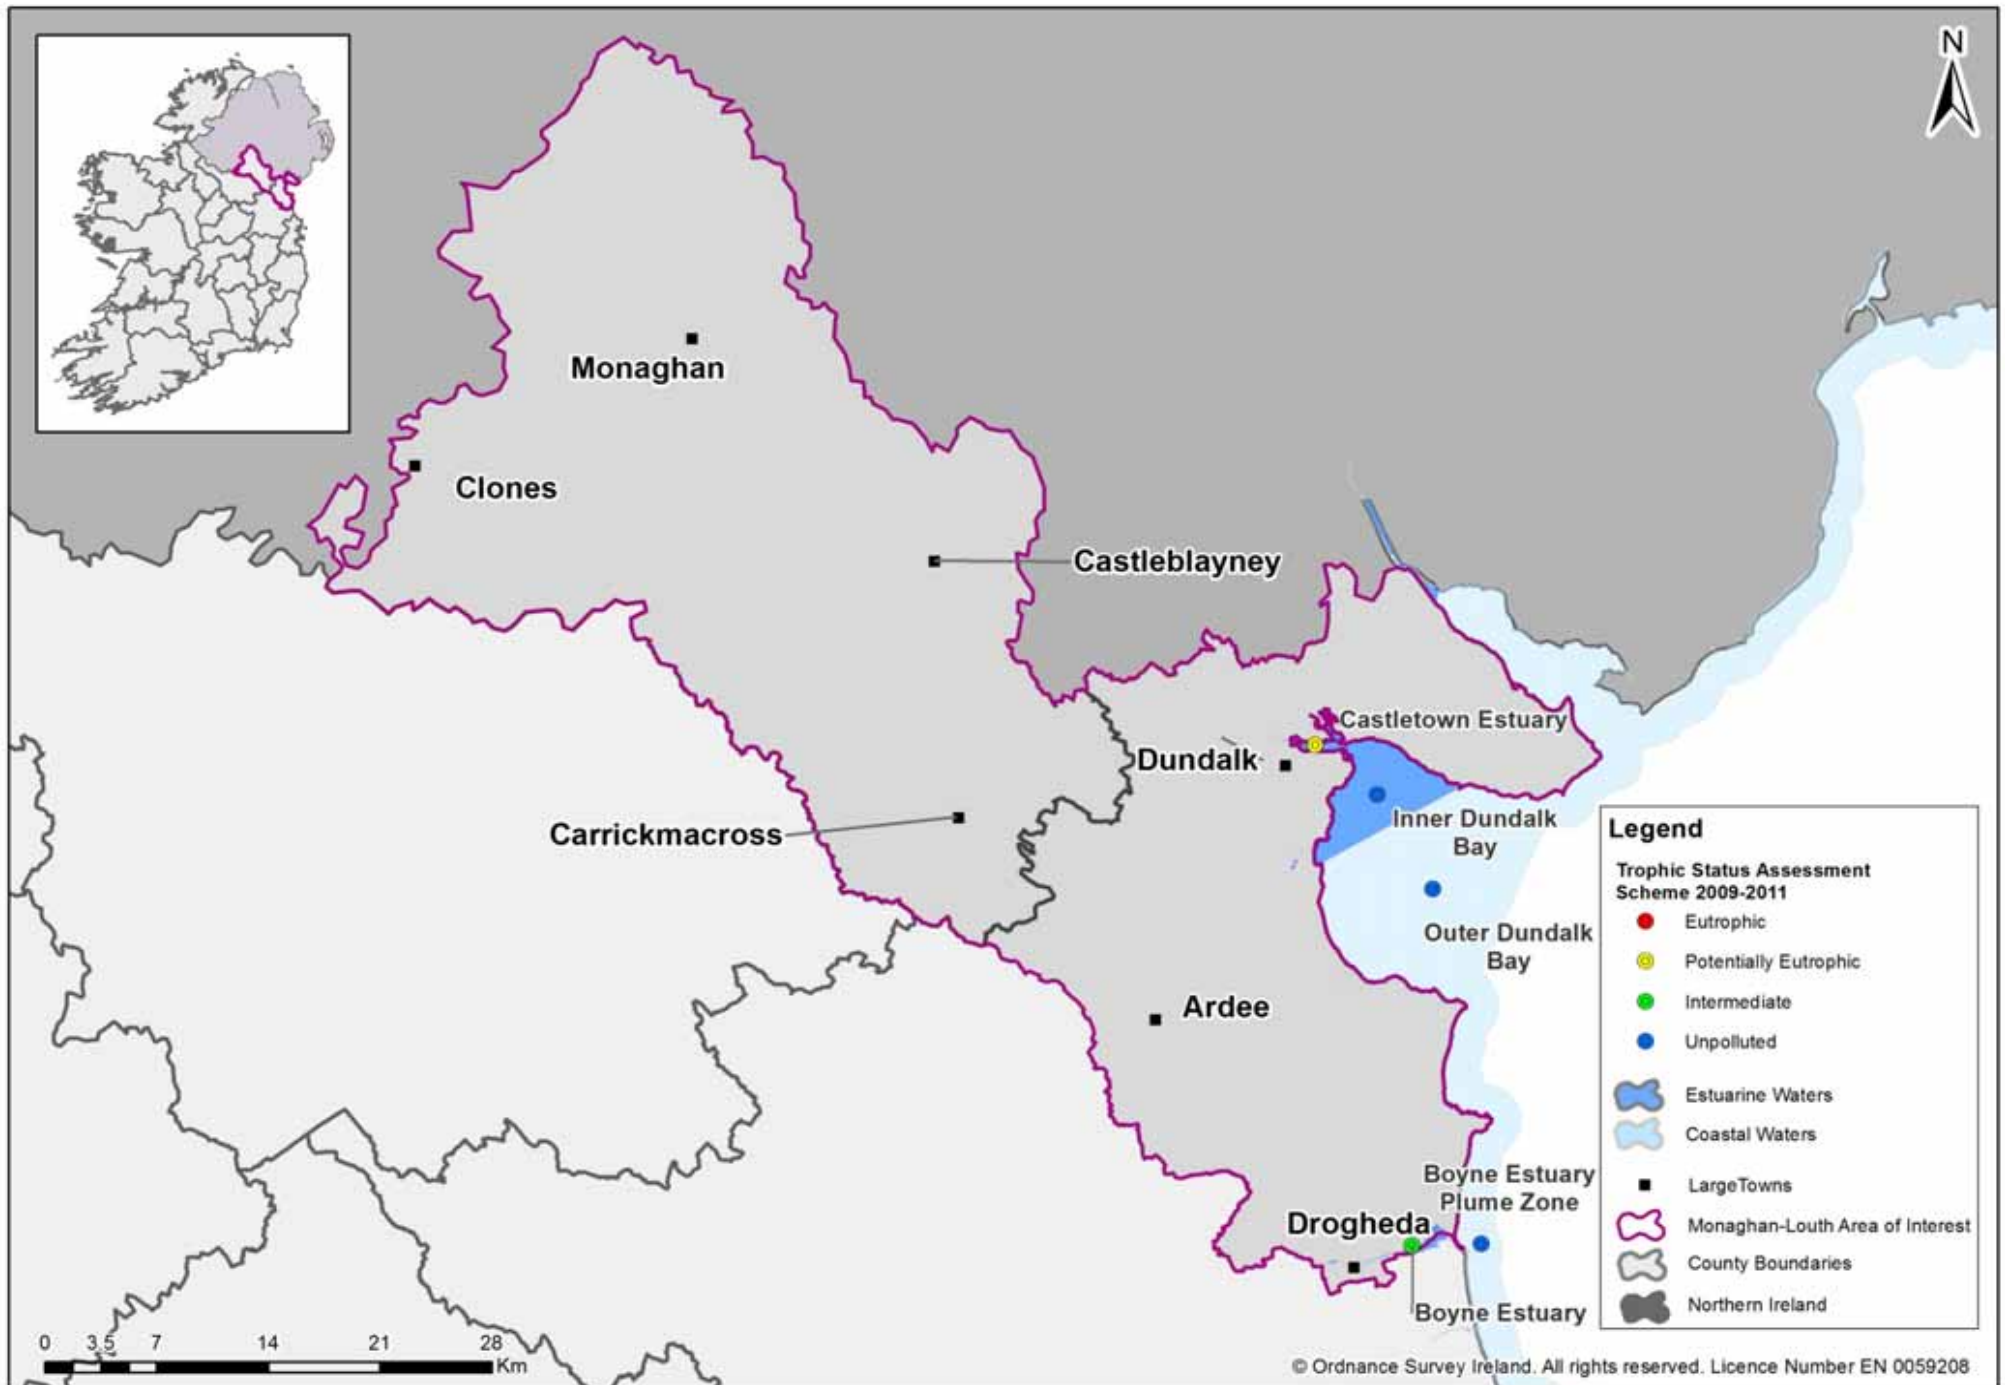 N
Monaghan
Clones
Castleblayney
Castletown Estuary
Dundalk
Inner Dundalk
Bay
Carrickmacross
Outer Dundalk
Bay
Ardee
Boyne Estuary
Plume Zone
Drogheda
Boyne Estuary
Legend
Trophic Status Assessment
Scheme 2009-2011
Eutrophic
Potentially Eutrophic
Intermediate
Unpolluted
Estuarine Waters
Coastal Waters
LargeTowns
Monaghan-Louth Area of Interest
County Boundaries
Northern Ireland
0 3.5 7 14 21 28
Km
© Ordnance Survey Ireland. All rights reserved. Licence Number EN 0059208